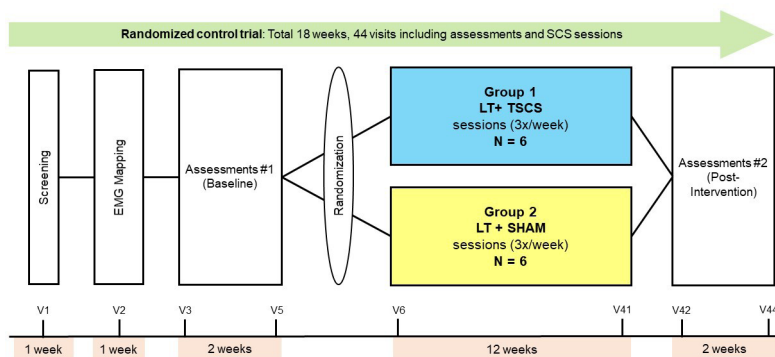 Randomized control trial: Total 18 weeks, 44 visits including assessments and SCS sessions
Screening
EMG Mapping
Assessments #1
(Baseline)
Randomization
Group 1
LT+ TSCS
sessions (3x/week)
N = 6
Group 2
LT + SHAM
sessions (3x/week)
N = 6
Assessments #2
(Post-
Intervention)
V1
V2
V3
V5
V6
V41
V42
V44
1 week
1 week
2 weeks
12 weeks
2 weeks